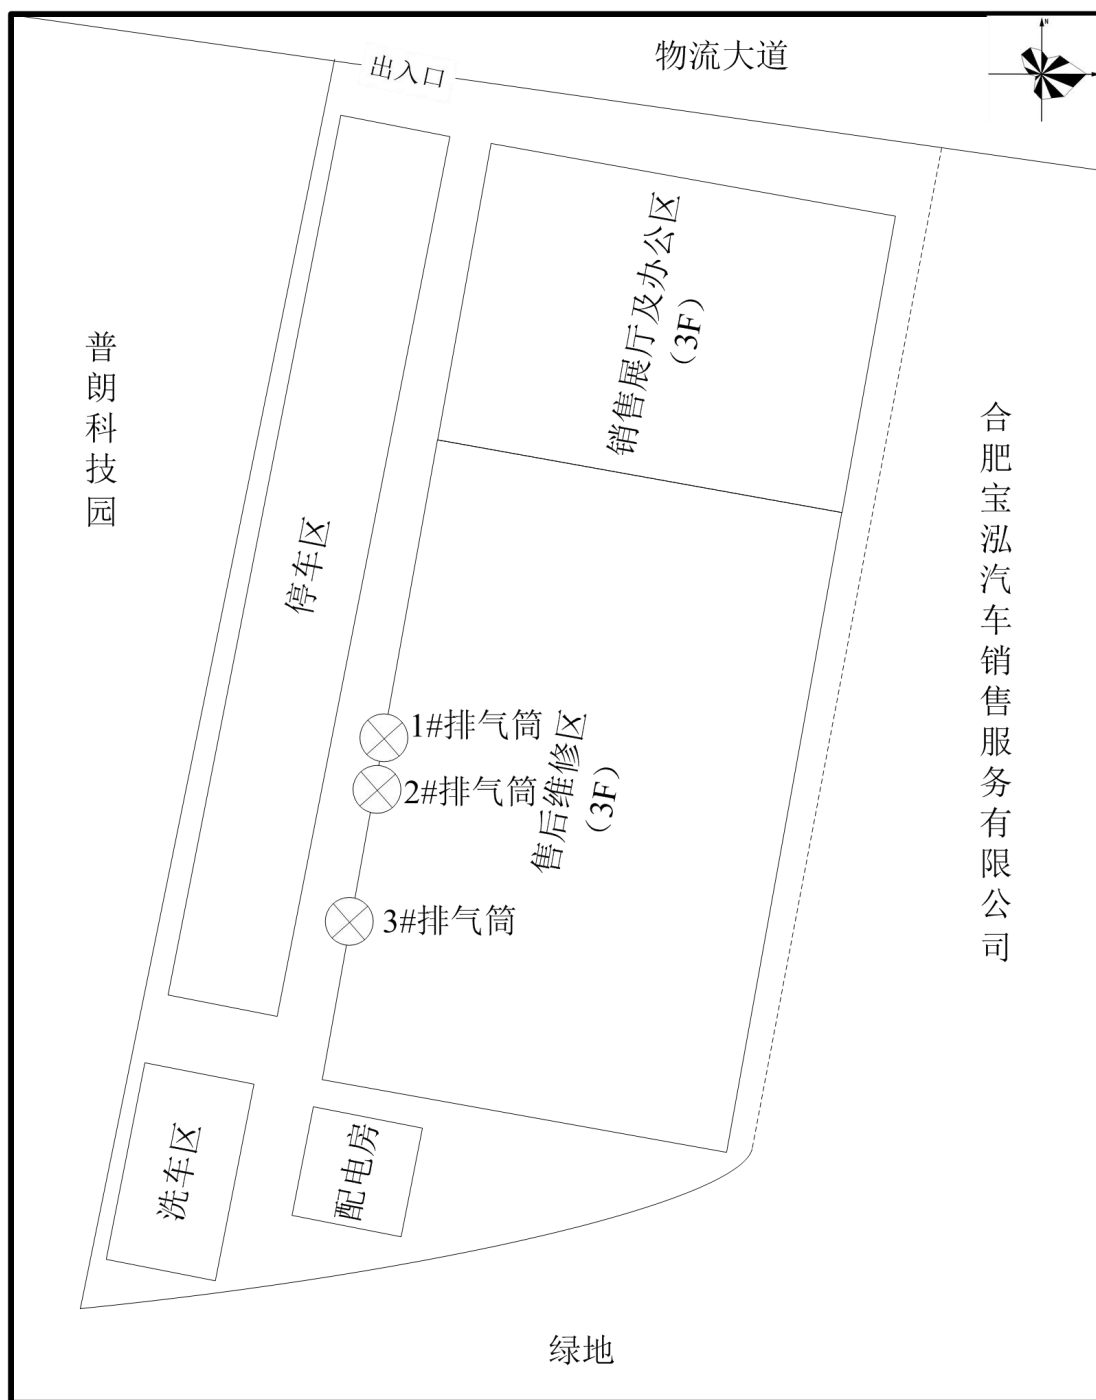 物流大道
N
出入口
销售展厅及办公区
（3F）
普朗科技园
合肥宝泓汽车销售服务有限公司
停车区
1#排气筒
2#排气筒
售后维修区
（3F）
3#排气筒
洗车区
配电房
绿地